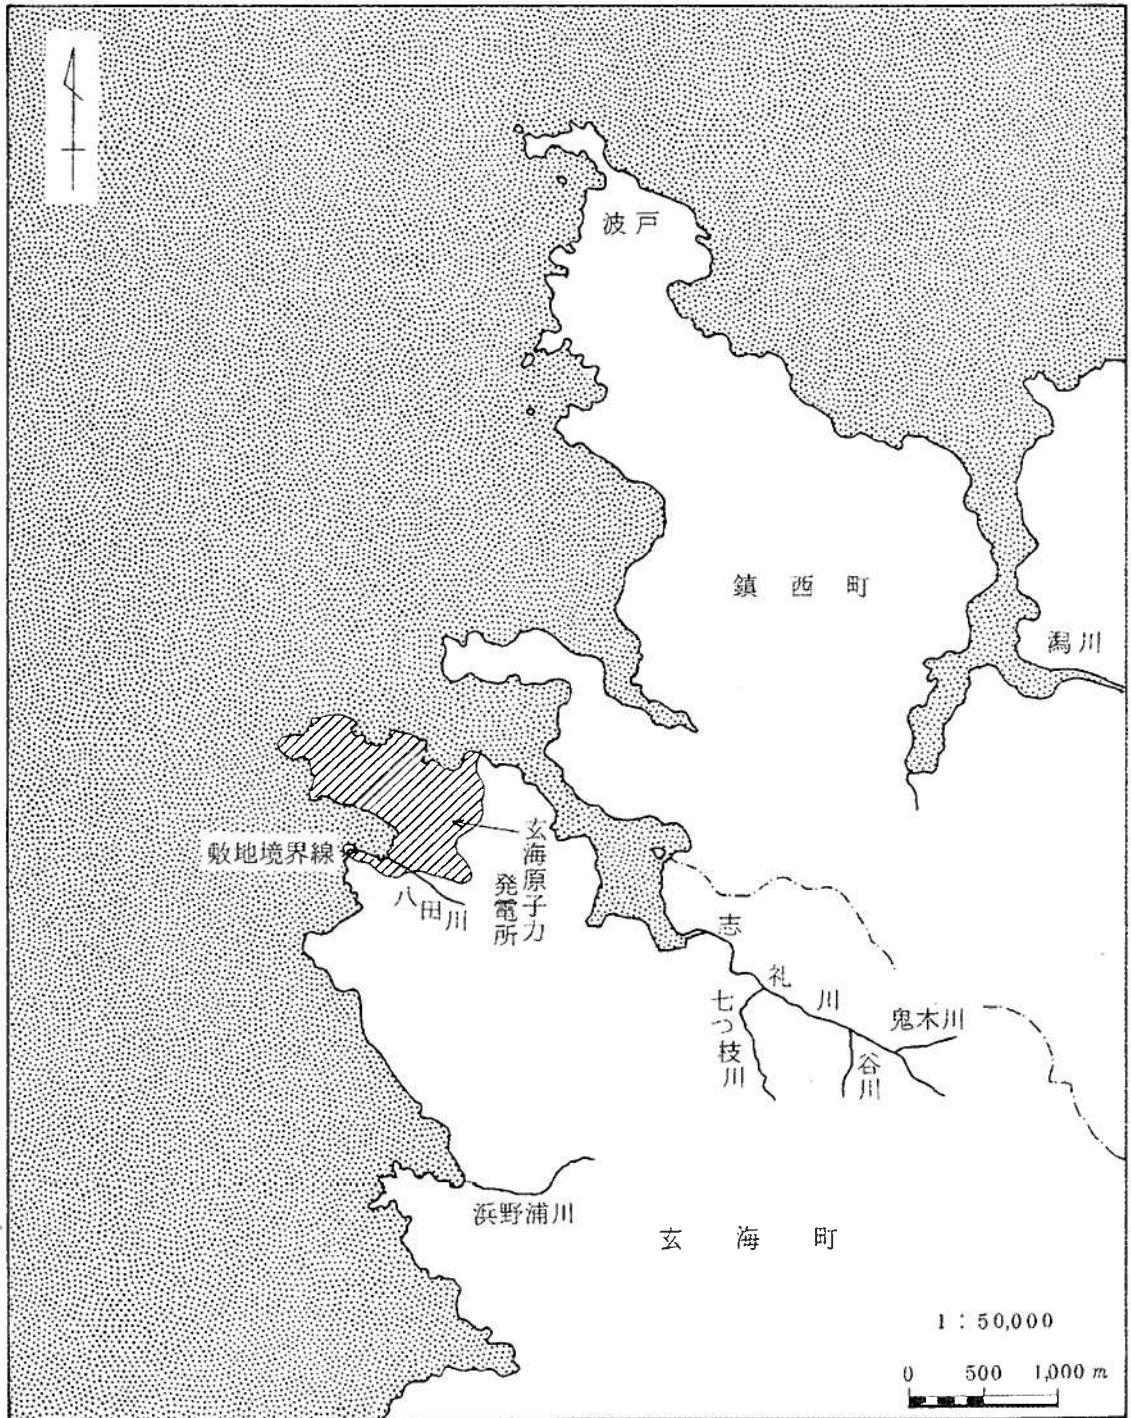 波戸
鎮西町
潟川
敷地境界線
玄海原子力
発電所
八田川
志礼川
七つ枝川
鬼木川
谷川
浜野浦川
玄海町
1：50,000
0 500 1,000 m